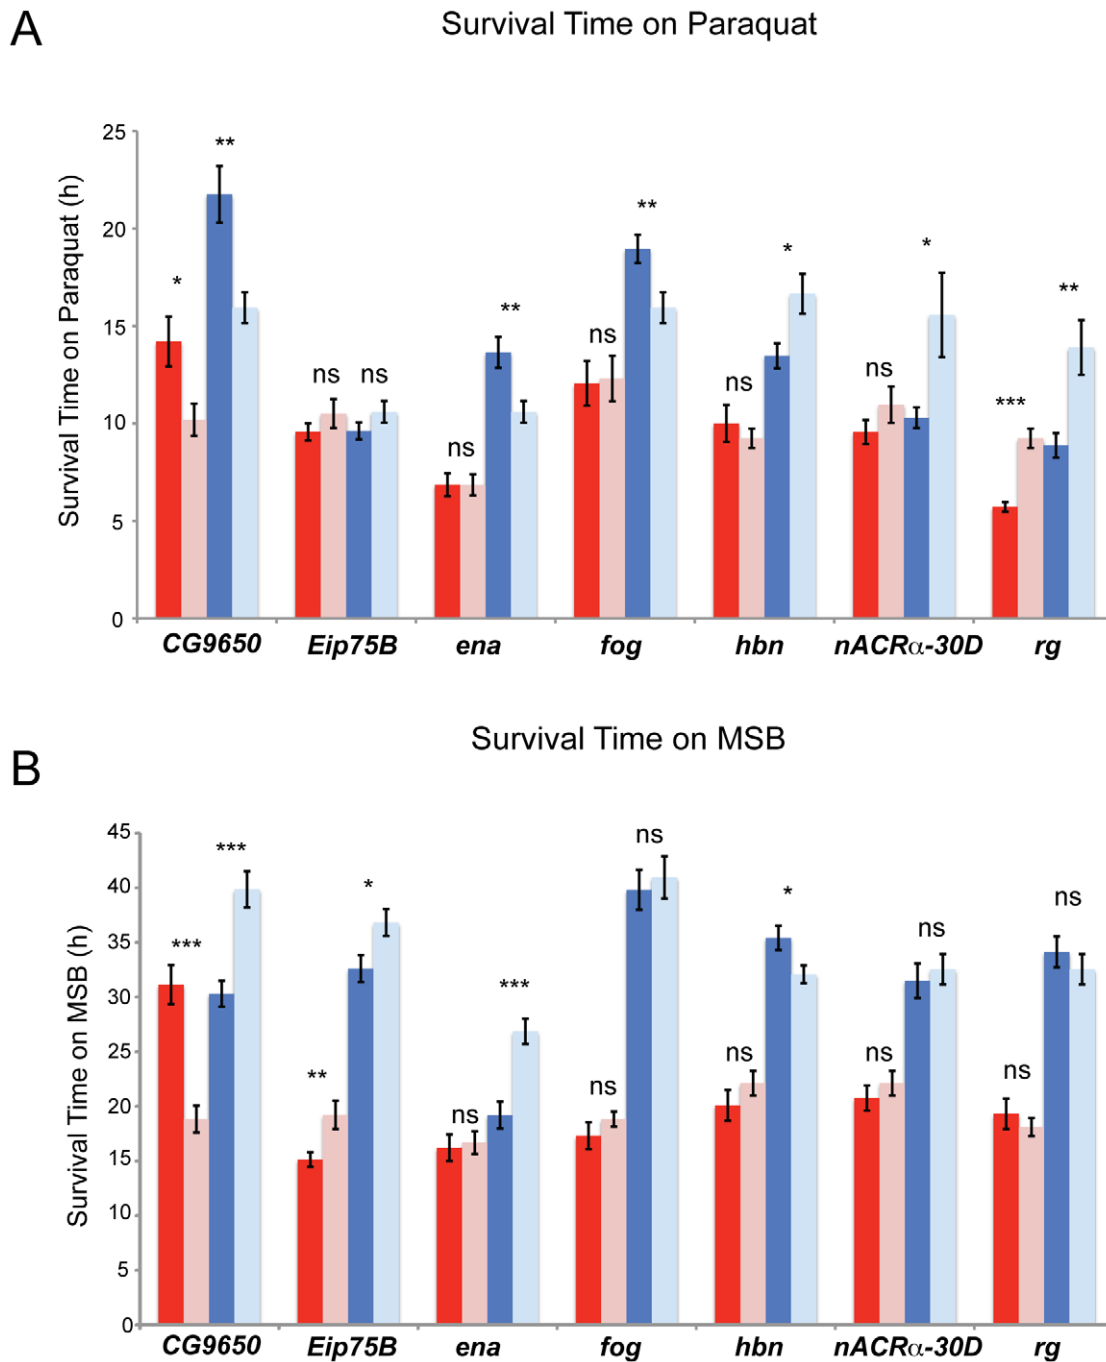 A
Survival Time on Paraquat
Survival Time on Paraquat (h)
25
20
15
10
5
0
* ** ns ns ns ** ns ** ns * ns * *** **
CG9650 Eip75B ena fog hbn nACRα-30D rg
B
Survival Time on MSB
Survival Time on MSB (h)
45
40
35
30
25
20
15
10
5
0
*** *** ** * ns *** ns ns ns * ns ns ns ns
CG9650 Eip75B ena fog hbn nACRα-30D rg